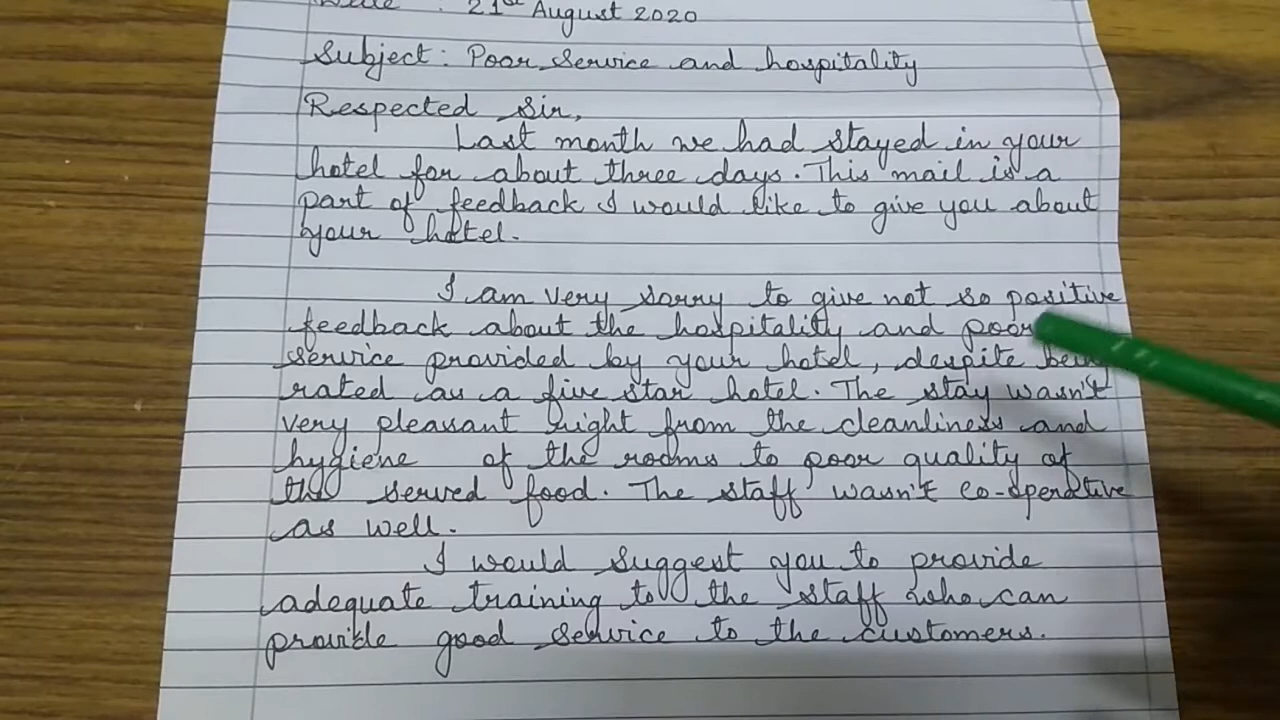 Date : 21st August 2020
Subject: Poor service and hospitality
Respected Sir,
Last month we had stayed in your
hotel for about three days. This mail is a
part of feedback I would like to give you about
your hotel.
I am very sorry to give not so positive
feedback about the hospitality and poor
service provided by your hotel, despite being
rated as a five star hotel. The stay wasn't
very pleasant right from the cleanliness and
hygiene of the rooms to poor quality of
the served food. The staff wasn't co-operative
as well.
I would suggest you to provide
adequate training to the staff who can
provide good service to the customers.